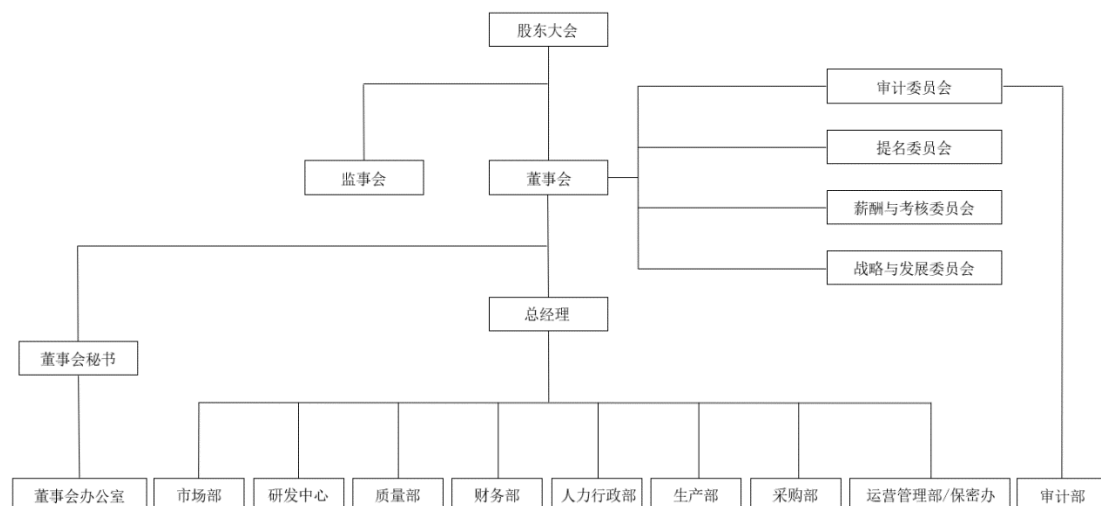 股东大会
审计委员会
提名委员会
监事会
董事会
薪酬与考核委员会
战略与发展委员会
总经理
董事会秘书
董事会办公室
市场部
研发中心
质量部
财务部
人力行政部
生产部
采购部
运营管理部/保密办
审计部